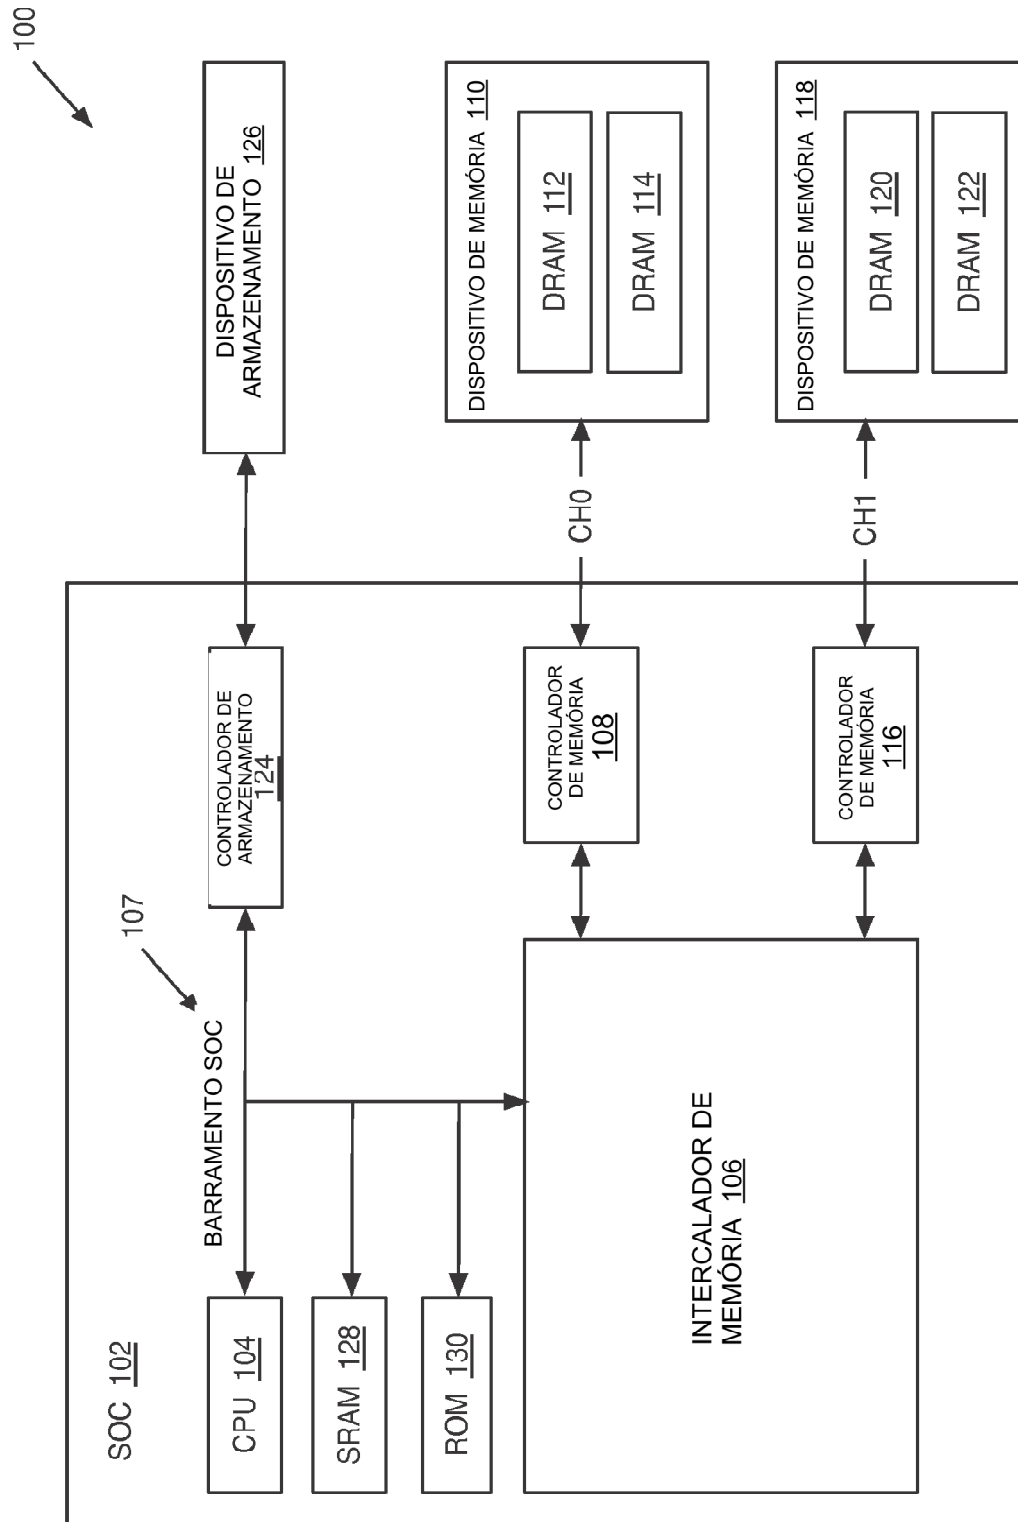 100
SOC 102
BARRAMENTO SOC
107
CPU 104
SRAM 128
ROM 130
INTERCALADOR DE
MEMÓRIA 106
CONTROLADOR DE
ARMAZENAMENTO
124
CONTROLADOR
DE MEMÓRIA
108
CONTROLADOR
DE MEMÓRIA
116
CH0
CH1
DISPOSITIVO DE
ARMAZENAMENTO 126
DISPOSITIVO DE MEMÓRIA 110
DRAM 112
DRAM 114
DISPOSITIVO DE MEMÓRIA 118
DRAM 120
DRAM 122